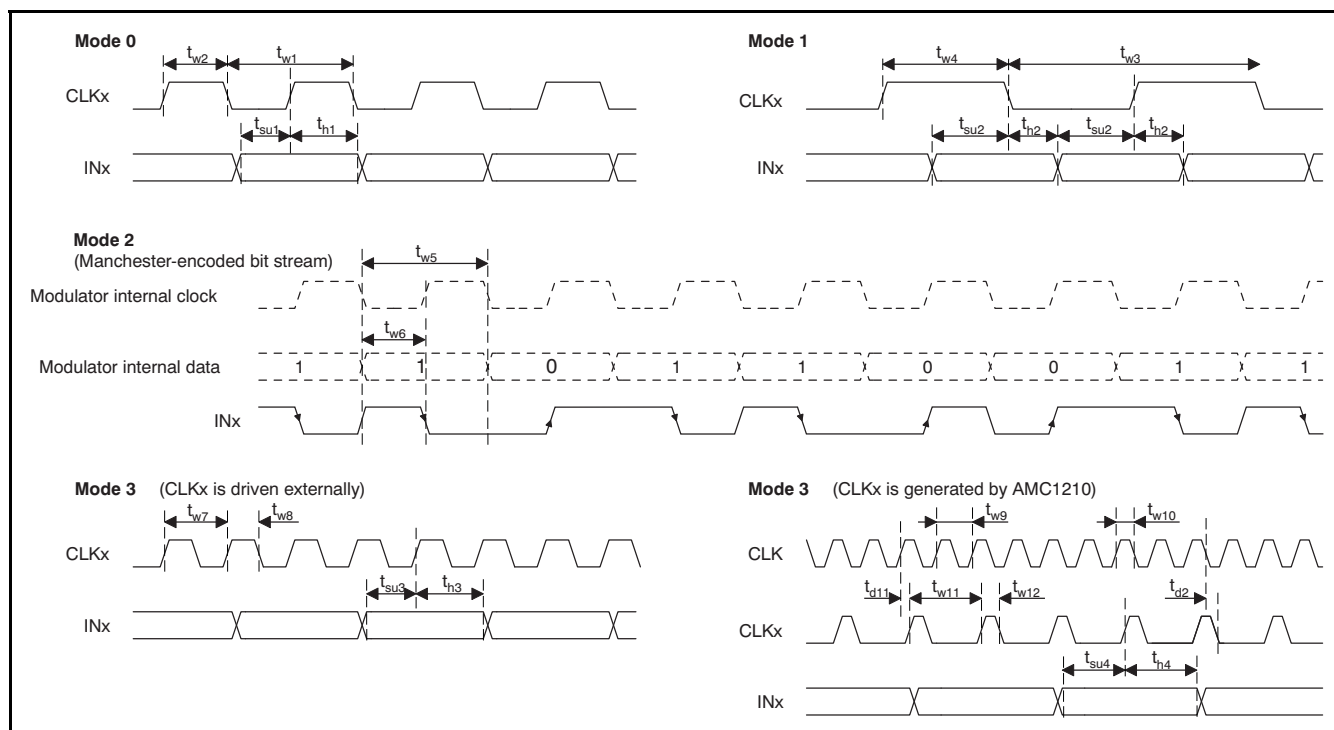 Mode 0
tw2
tw1
CLKx
tsu1
th1
INx
Mode 1
tw4
tw3
CLKx
tsu2
th2
tsu2
th2
INx
Mode 2
(Manchester-encoded bit stream)
tw5
Modulator internal clock
tw6
Modulator internal data
1 1 0 1 1 0 0 1 1
INx
Mode 3 (CLKx is driven externally)
tw7
tw8
CLKx
tsu3
th3
INx
Mode 3 (CLKx is generated by AMC1210)
tw9
tw10
CLK
td11
tw11
tw12
td2
CLKx
tsu4
th4
INx